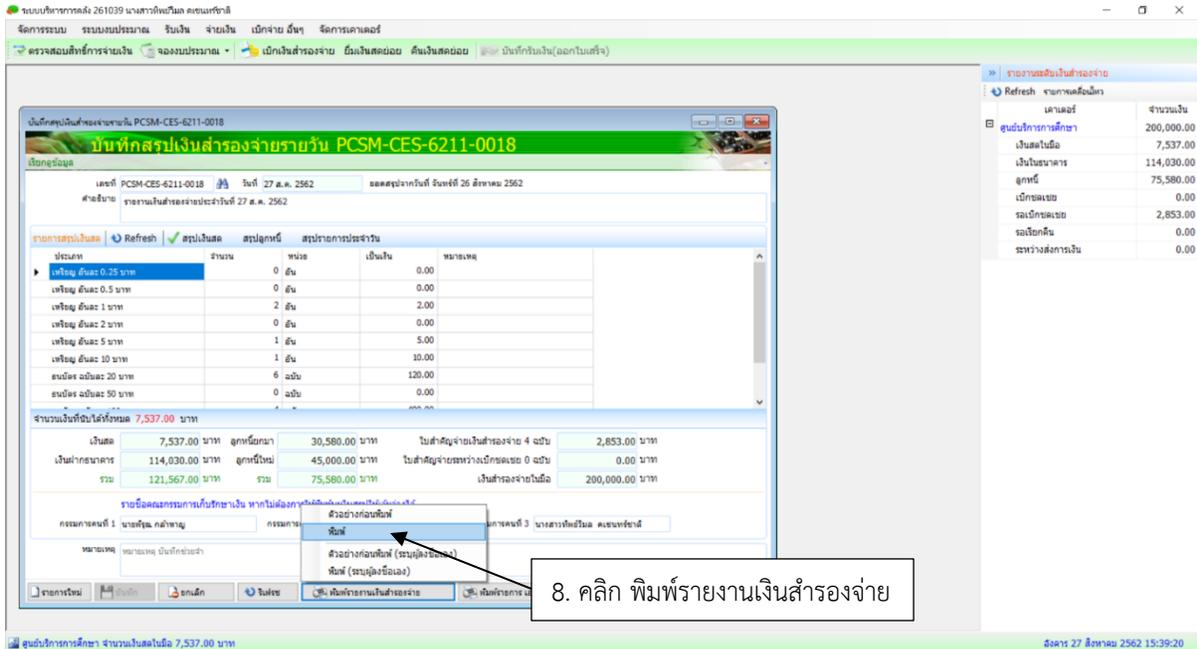 ระบบบริหารการคลัง 261039 นางสาวทิพย์วิมล คเชนทร์ชาติ
จัดการระบบ ระบบงบประมาณ รับเงิน จ่ายเงิน เบิกจ่าย อื่นๆ จัดการเคาเตอร์
ตรวจสอบสิทธิ์การจ่ายเงิน จองงบประมาณ เบิกเงินสำรองจ่าย ยืมเงินสดย่อย คืนเงินสดย่อย บันทึกรับเงิน(ออกใบเสร็จ)
บันทึกสรุปเงินสำรองจ่ายรายวัน PCSM-CES-6211-0018
บันทึกสรุปเงินสำรองจ่ายรายวัน PCSM-CES-6211-0018
เรียกดูข้อมูล
เลขที่ PCSM-CES-6211-0018 วันที่ 27 ส.ค. 2562 ยอดสรุปจากวันที่ จันทร์ที่ 26 สิงหาคม 2562
คำอธิบาย รายงานเงินสำรองจ่ายประจำวันที่ 27 ส.ค. 2562
รายการสรุปเงินสด Refresh สรุปเงินสด สรุปลูกหนี้ สรุปรายการประจำวัน
ประเภท จำนวน หน่วย เป็นเงิน หมายเหตุ
เหรียญ อันละ 0.25 บาท 0 อัน 0.00
เหรียญ อันละ 0.5 บาท 0 อัน 0.00
เหรียญ อันละ 1 บาท 2 อัน 2.00
เหรียญ อันละ 2 บาท 0 อัน 0.00
เหรียญ อันละ 5 บาท 1 อัน 5.00
เหรียญ อันละ 10 บาท 1 อัน 10.00
ธนบัตร ฉบับละ 20 บาท 6 ฉบับ 120.00
ธนบัตร ฉบับละ 50 บาท 0 ฉบับ 0.00
จำนวนเงินที่นับได้ทั้งหมด 7,537.00 บาท
เงินสด 7,537.00 บาท ลูกหนี้ยกมา 30,580.00 บาท ใบสำคัญจ่ายเงินสำรองจ่าย 4 ฉบับ 2,853.00 บาท
เงินฝากธนาคาร 114,030.00 บาท ลูกหนี้ใหม่ 45,000.00 บาท ใบสำคัญจ่ายระหว่างเบิกชดเชย 0 ฉบับ 0.00 บาท
รวม 121,567.00 บาท รวม 75,580.00 บาท เงินสำรองจ่ายในมือ 200,000.00 บาท
รายชื่อคณะกรรมการเก็บรักษาเงิน หากไม่ต้อง
กรรมการคนที่ 1 กรรมการ คนที่ 3 นางสาวทิพย์วิมล คเชนทร์ชาติ
หมายเหตุ หมายเหตุ บันทึกช่วยจำ
ตัวอย่างก่อนพิมพ์
พิมพ์
ตัวอย่างก่อนพิมพ์ (ระบุผู้ลงชื่อเอง)
พิมพ์ (ระบุผู้ลงชื่อเอง)
รายการใหม่ บันทึก ยกเลิก รีเฟรช พิมพ์รายงานเงินสำรองจ่าย พิมพ์รายการ
8. คลิก พิมพ์รายงานเงินสำรองจ่าย
รายงานระดับเงินสำรองจ่าย
Refresh รายการเคลื่อนไหว
เคาเตอร์ จำนวนเงิน
ศูนย์บริการการศึกษา 200,000.00
เงินสดในมือ 7,537.00
เงินในธนาคาร 114,030.00
ลูกหนี้ 75,580.00
เบิกชดเชย 0.00
รอเบิกชดเชย 2,853.00
รอเรียกคืน 0.00
ระหว่างส่งการเงิน 0.00
ศูนย์บริการการศึกษา จำนวนเงินสดในมือ 7,537.00 บาท
อังคาร 27 สิงหาคม 2562 15:39:20